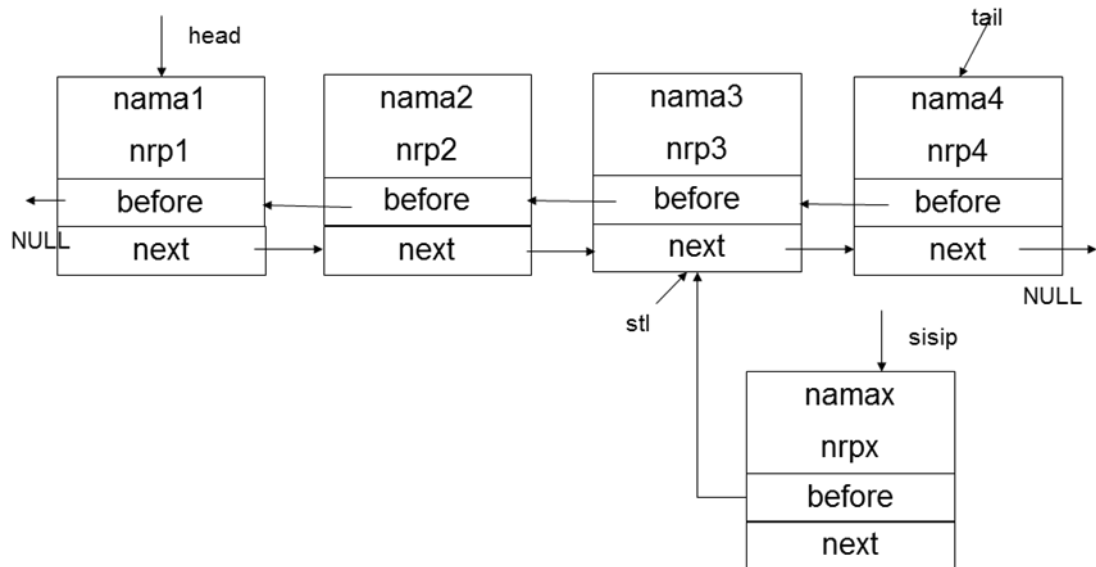 head
tail
nama1
nrp1
before
next
NULL
nama2
nrp2
before
next
nama3
nrp3
before
next
nama4
nrp4
before
next
NULL
stl
sisip
namax
nrpx
before
next